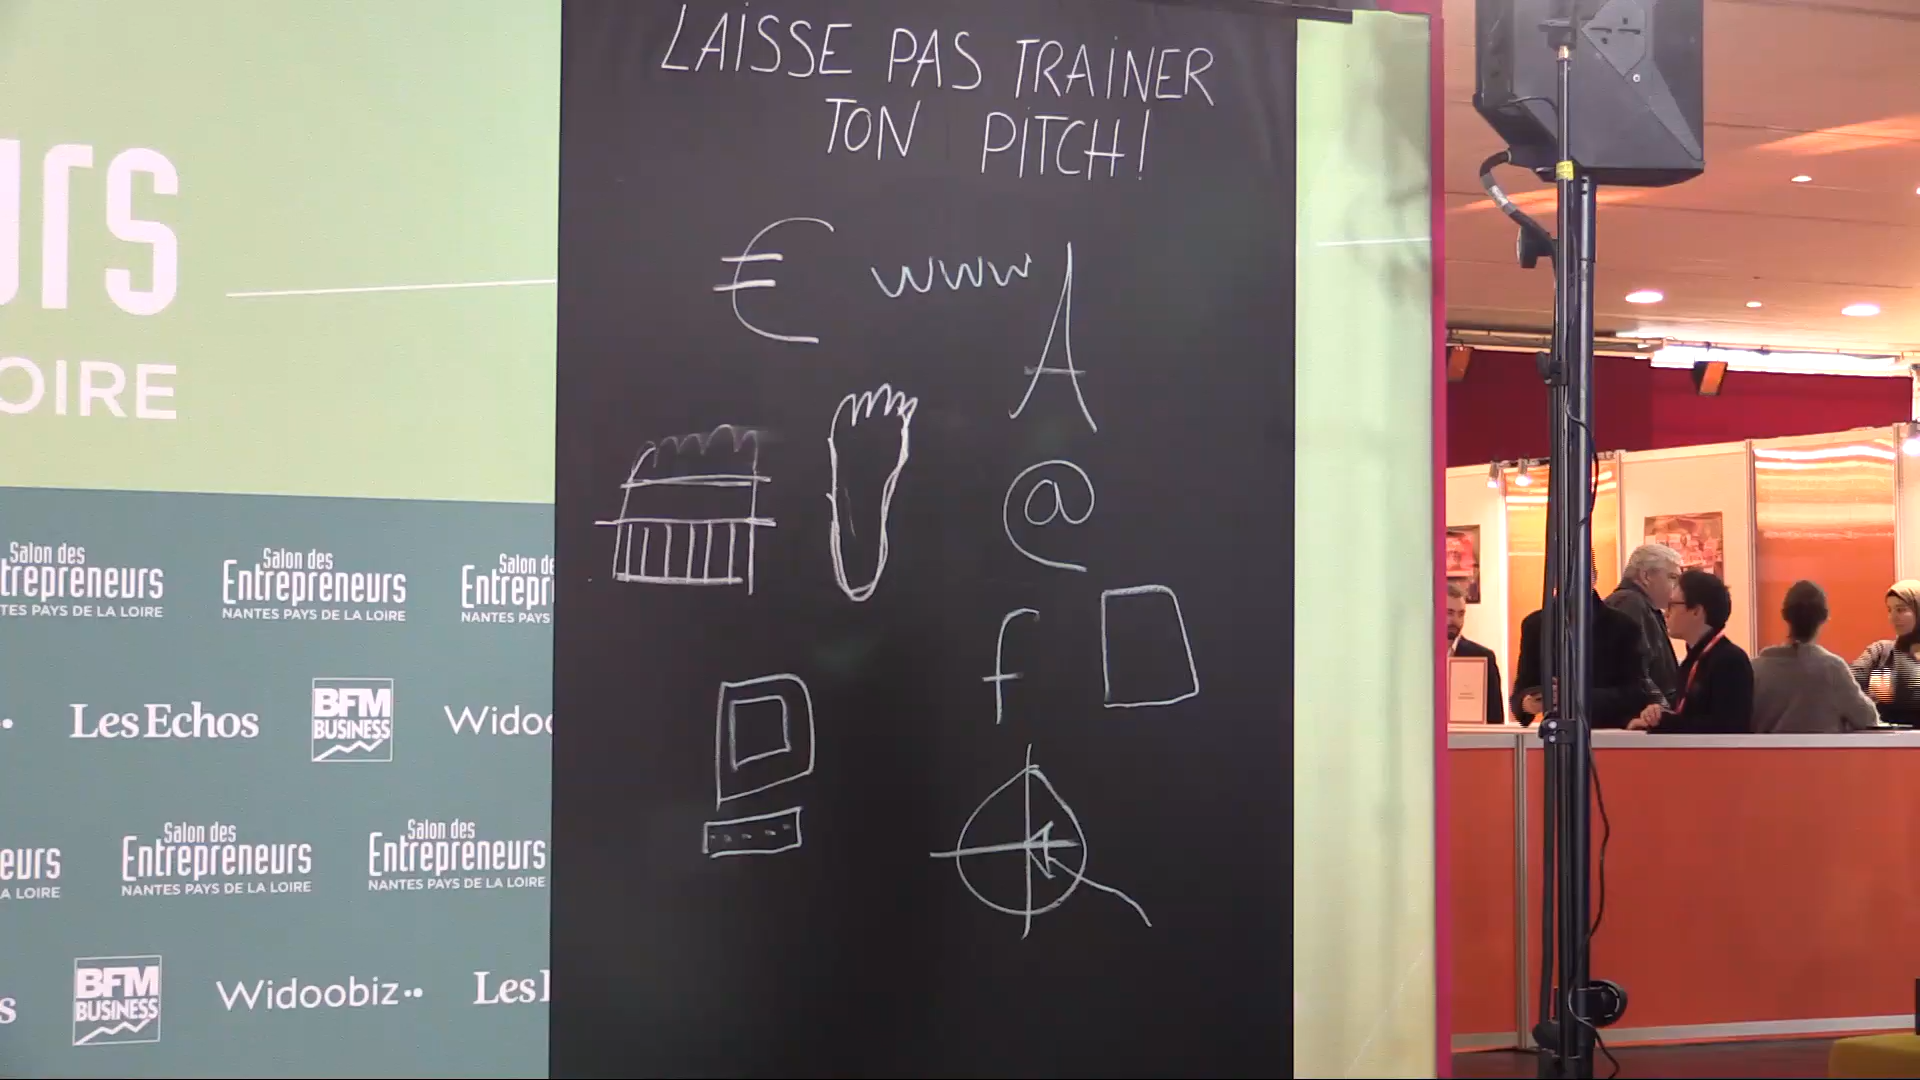 LAISSE PAS TRAINER
TON PITCH!
€ www
@
f
urs
OIRE
Salon des
trepreneurs
TES PAYS DE LA LOIRE
Salon des
Entrepreneurs
NANTES PAYS DE LA LOIRE
Salon de
Entrepr
NANTES PAYS
LesEchos
BFM
BUSINESS
Widoo
eurs
A LOIRE
Salon des
Entrepreneurs
NANTES PAYS DE LA LOIRE
Salon des
Entrepreneurs
NANTES PAYS DE LA LOIRE
s
BFM
BUSINESS
Widoobiz
Les